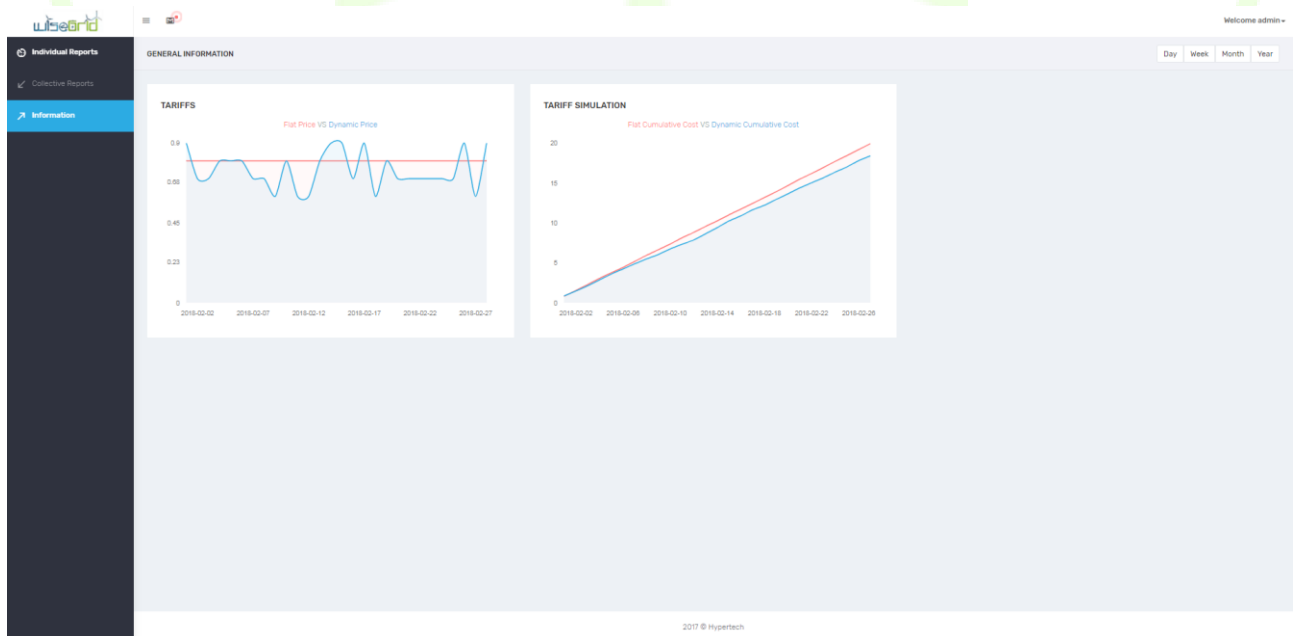 wiseGrid
Welcome admin
Individual Reports
GENERAL INFORMATION
Day Week Month Year
Collective Reports
Information
TARIFFS
Flat Price VS Dynamic Price
0.9
0.68
0.45
0.23
0
2018-02-02 2018-02-07 2018-02-12 2018-02-17 2018-02-22 2018-02-27
TARIFF SIMULATION
Flat Cumulative Cost VS Dynamic Cumulative Cost
20
15
10
5
0
2018-02-02 2018-02-06 2018-02-10 2018-02-14 2018-02-18 2018-02-22 2018-02-26
2017 © Hypertech